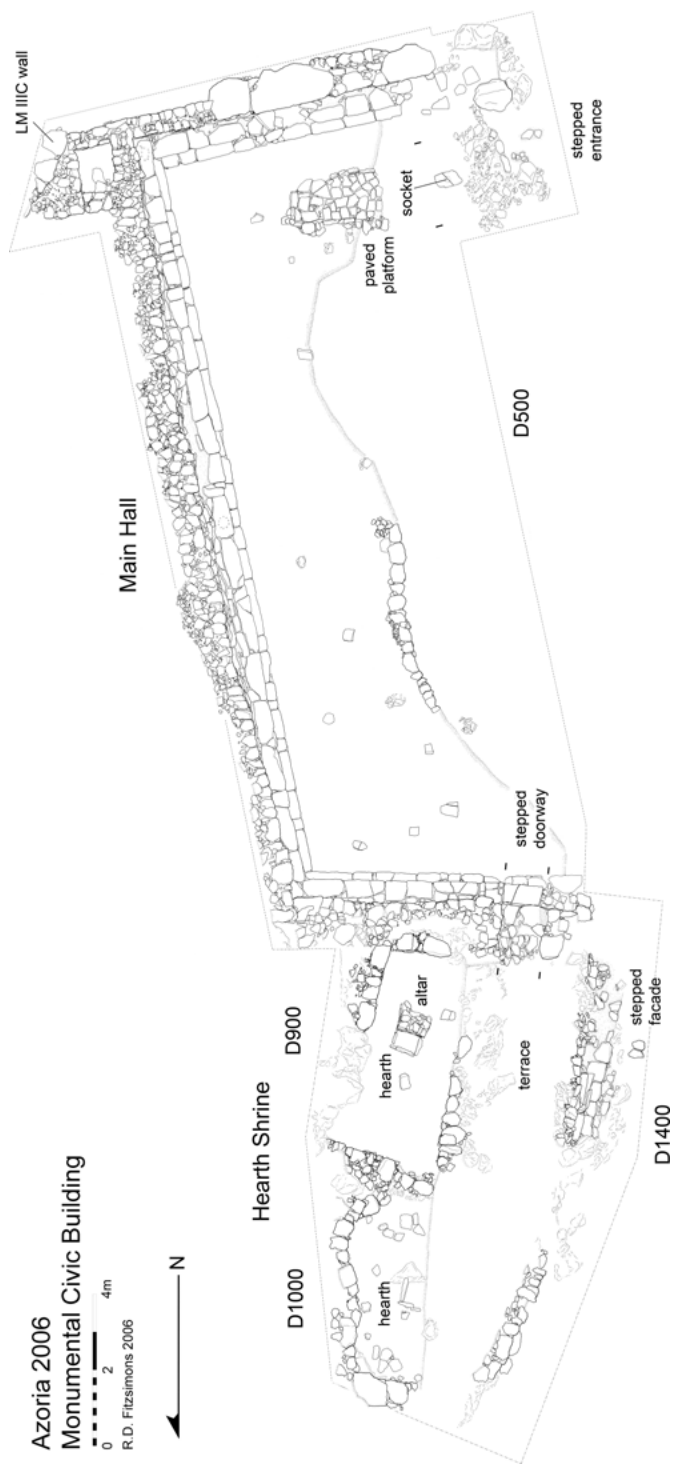 Azoria 2006
Monumental Civic Building
0 2 4m
R.D. Fitzsimons 2006
N
D1000
hearth
Hearth Shrine
D900
hearth
altar
terrace
stepped
facade
D1400
stepped
doorway
Main Hall
D500
paved
platform
socket
stepped
entrance
LM IIIC wall